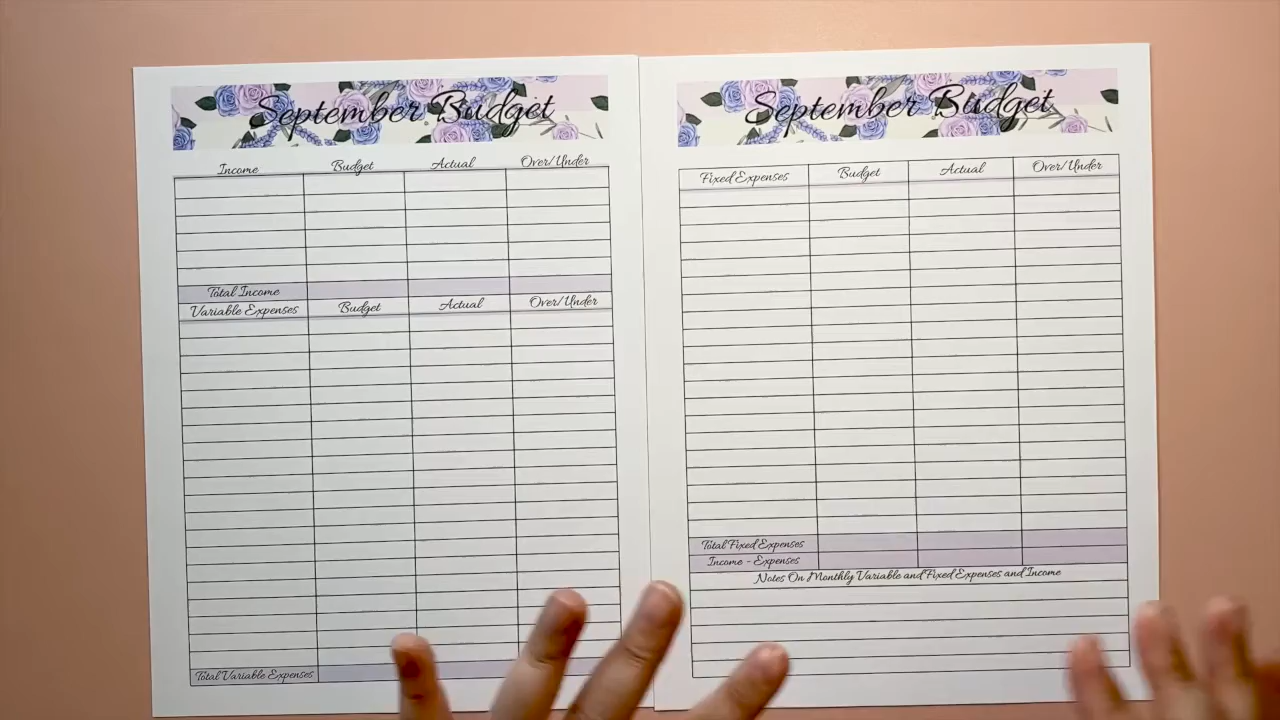 September Budget
Income Budget Actual Over/Under
Total Income
Variable Expenses Budget Actual Over/Under
Total Variable Expenses
September Budget
Fixed Expenses Budget Actual Over/Under
Total Fixed Expenses
Income - Expenses
Notes On Monthly Variable and Fixed Expenses and Income